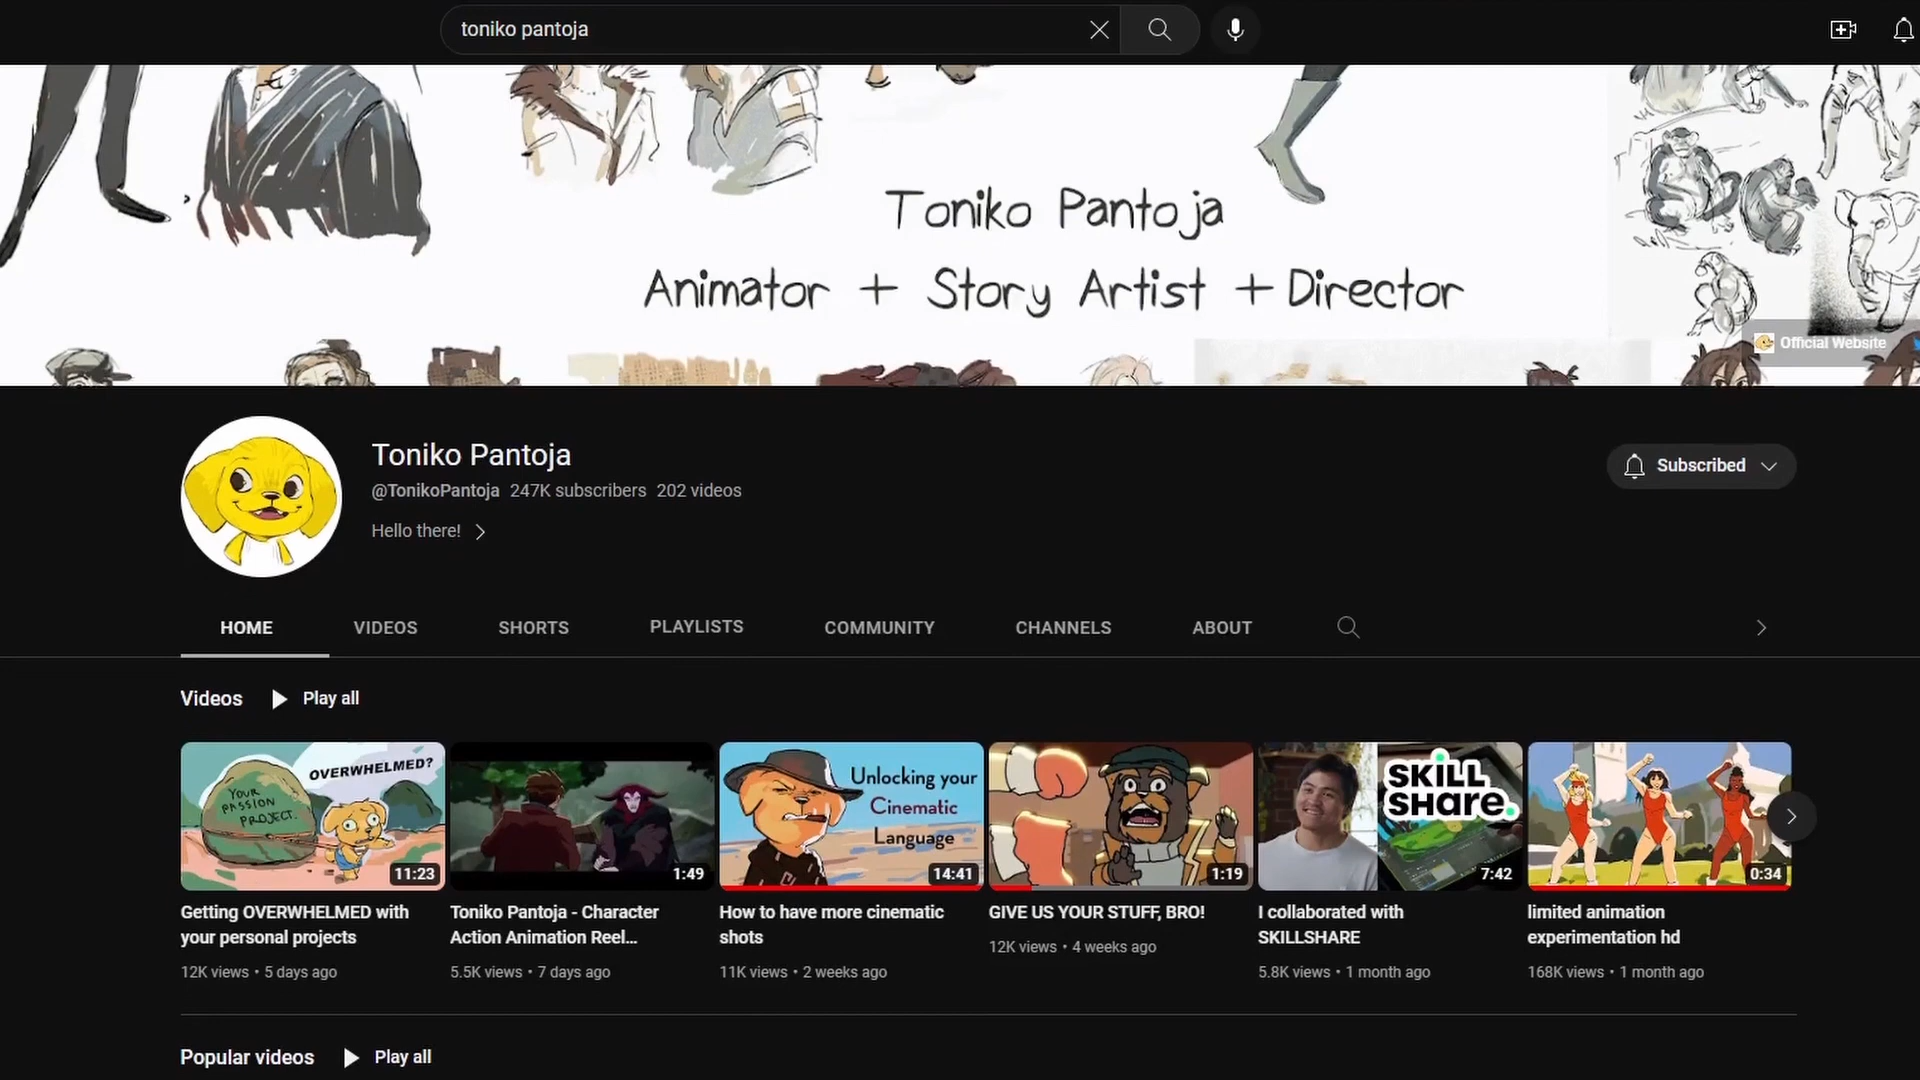 toniko pantoja
Toniko Pantoja
Animator + Story Artist + Director
Official Website
Toniko Pantoja
@TonikoPantoja 247K subscribers 202 videos
Hello there!
Subscribed
HOME VIDEOS SHORTS PLAYLISTS COMMUNITY CHANNELS ABOUT
Videos Play all
OVERWHELMED?
YOUR
PASSION
PROJECT.
11:23
1:49
Unlocking your
Cinematic
Language
14:41
1:19
SKILL
SHARE.
7:42
0:34
Getting OVERWHELMED with
your personal projects
12K views • 5 days ago
Toniko Pantoja - Character
Action Animation Reel...
5.5K views • 7 days ago
How to have more cinematic
shots
11K views • 2 weeks ago
GIVE US YOUR STUFF, BRO!
12K views • 4 weeks ago
I collaborated with
SKILLSHARE
5.8K views • 1 month ago
limited animation
experimentation hd
168K views • 1 month ago
Popular videos Play all